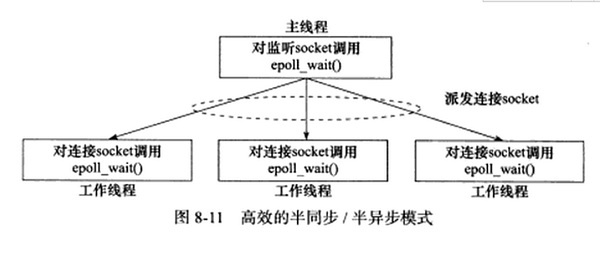 主线程
对监听socket调用
epoll_wait()
派发连接socket
对连接socket调用
epoll_wait()
工作线程
对连接socket调用
epoll_wait()
工作线程
对连接socket调用
epoll_wait()
工作线程
图 8-11 高效的半同步 / 半异步模式